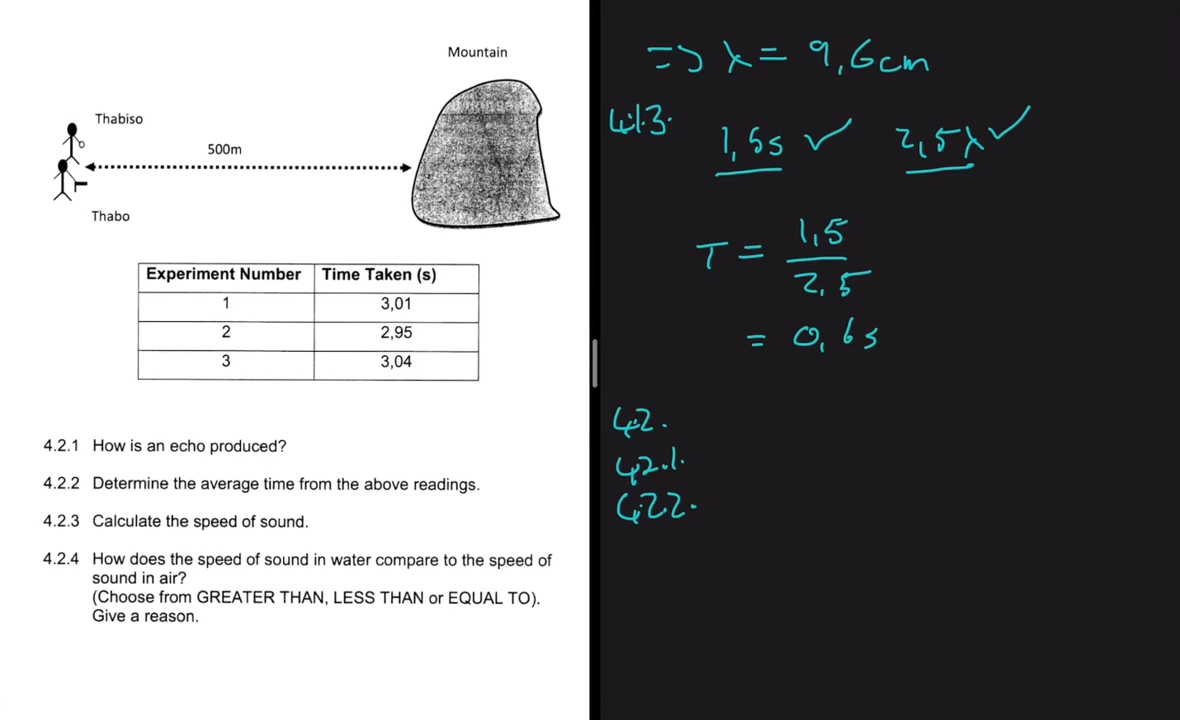 Mountain
Thabiso
500m
Thabo
Experiment Number Time Taken (s)
1 3,01
2 2,95
3 3,04
4.2.1 How is an echo produced?
4.2.2 Determine the average time from the above readings.
4.2.3 Calculate the speed of sound.
4.2.4 How does the speed of sound in water compare to the speed of
sound in air?
(Choose from GREATER THAN, LESS THAN or EQUAL TO).
Give a reason.
=> λ = 9,6cm
4.1.3.
1,5s ✓ 2,5λ ✓
T = 1,5
2,5
= 0,6s
4.2.
4.2.1.
4.2.2.